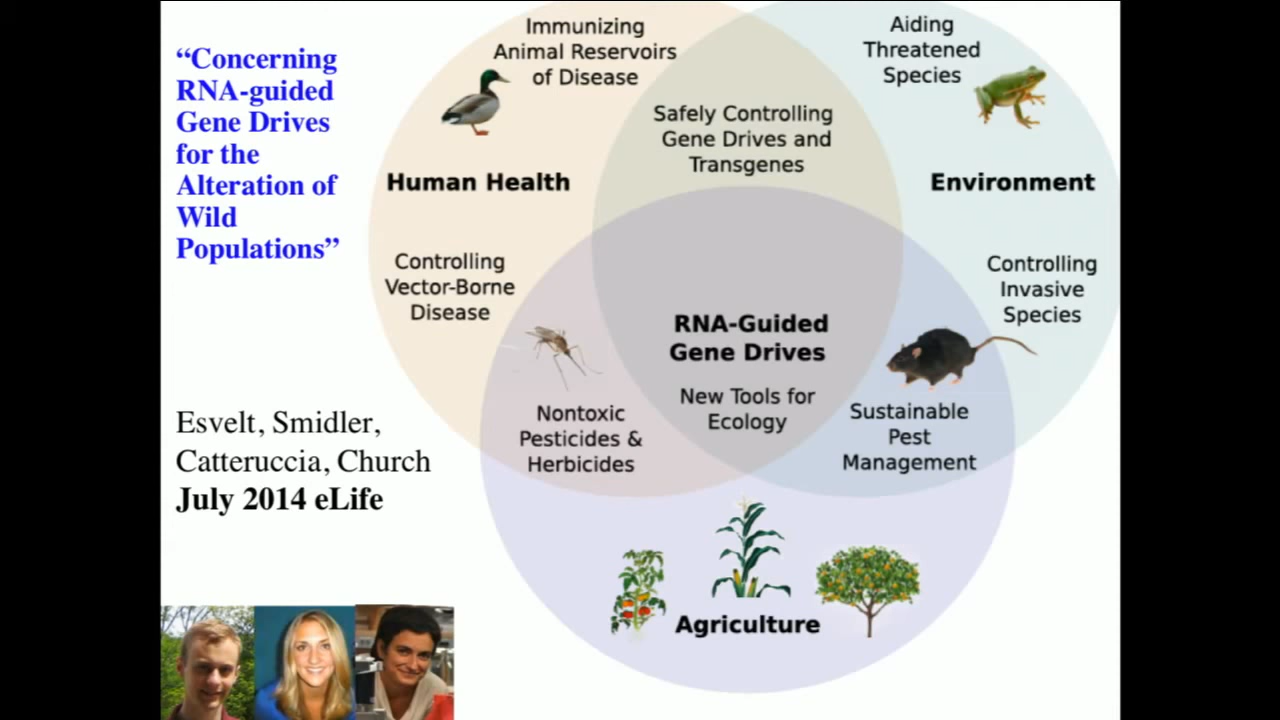 “Concerning
RNA-guided
Gene Drives
for the
Alteration of
Wild
Populations”
Esvelt, Smidler,
Catteruccia, Church
July 2014 eLife
Immunizing
Animal Reservoirs
of Disease
Aiding
Threatened
Species
Safely Controlling
Gene Drives and
Transgenes
Human Health
Environment
Controlling
Vector-Borne
Disease
Controlling
Invasive
Species
RNA-Guided
Gene Drives
New Tools for
Ecology
Nontoxic
Pesticides &
Herbicides
Sustainable
Pest
Management
Agriculture